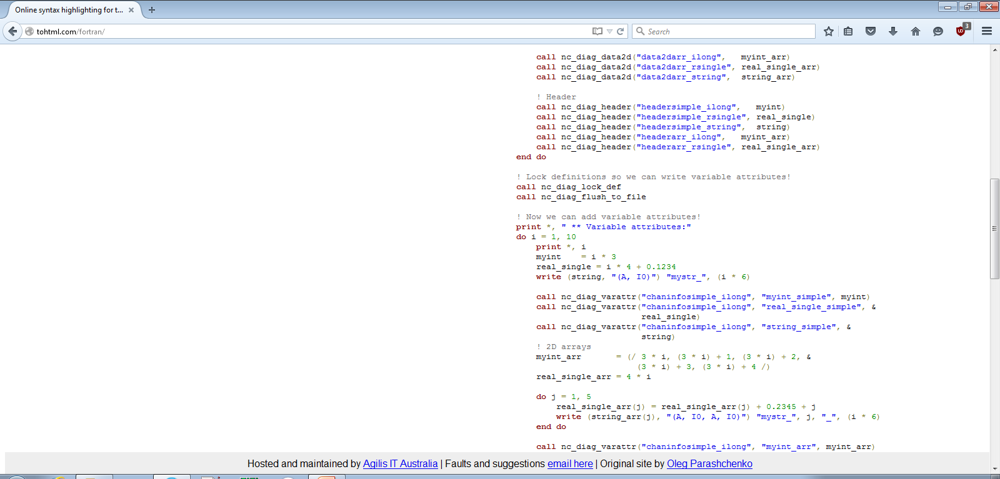 Online syntax highlighting for t...
tohtml.com/fortran/
Search
3
call nc_diag_data2d("data2darr_ilong",   myint_arr)
call nc_diag_data2d("data2darr_rsingle", real_single_arr)
call nc_diag_data2d("data2darr_string",  string_arr)
! Header
call nc_diag_header("headersimple_ilong",   myint)
call nc_diag_header("headersimple_rsingle", real_single)
call nc_diag_header("headersimple_string",  string)
call nc_diag_header("headerarr_ilong",   myint_arr)
call nc_diag_header("headerarr_rsingle", real_single_arr)
end do
! Lock definitions so we can write variable attributes!
call nc_diag_lock_def
call nc_diag_flush_to_file
! Now we can add variable attributes!
print *, " ** Variable attributes:"
do i = 1, 10
print *, i
myint    = i * 3
real_single = i * 4 + 0.1234
write (string, "(A, I0)") "mystr_", (i * 6)
call nc_diag_varattr("chaninfosimple_ilong", "myint_simple", myint)
call nc_diag_varattr("chaninfosimple_ilong", "real_single_simple", &
real_single)
call nc_diag_varattr("chaninfosimple_ilong", "string_simple", &
string)
! 2D arrays
myint_arr       = (/ 3 * i, (3 * i) + 1, (3 * i) + 2, &
(3 * i) + 3, (3 * i) + 4 /)
real_single_arr = 4 * i
do j = 1, 5
real_single_arr(j) = real_single_arr(j) + 0.2345 + j
write (string_arr(j), "(A, I0, A, I0)") "mystr_", j, "_", (i * 6)
end do
call nc_diag_varattr("chaninfosimple_ilong", "myint_arr", myint_arr)
Hosted and maintained by Agilis IT Australia | Faults and suggestions email here | Original site by Oleg Parashchenko